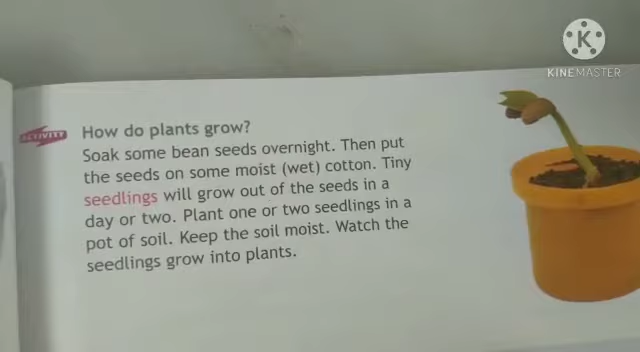 KINEMASTER
ACTIVITY
How do plants grow?
Soak some bean seeds overnight. Then put
the seeds on some moist (wet) cotton. Tiny
seedlings will grow out of the seeds in a
day or two. Plant one or two seedlings in a
pot of soil. Keep the soil moist. Watch the
seedlings grow into plants.